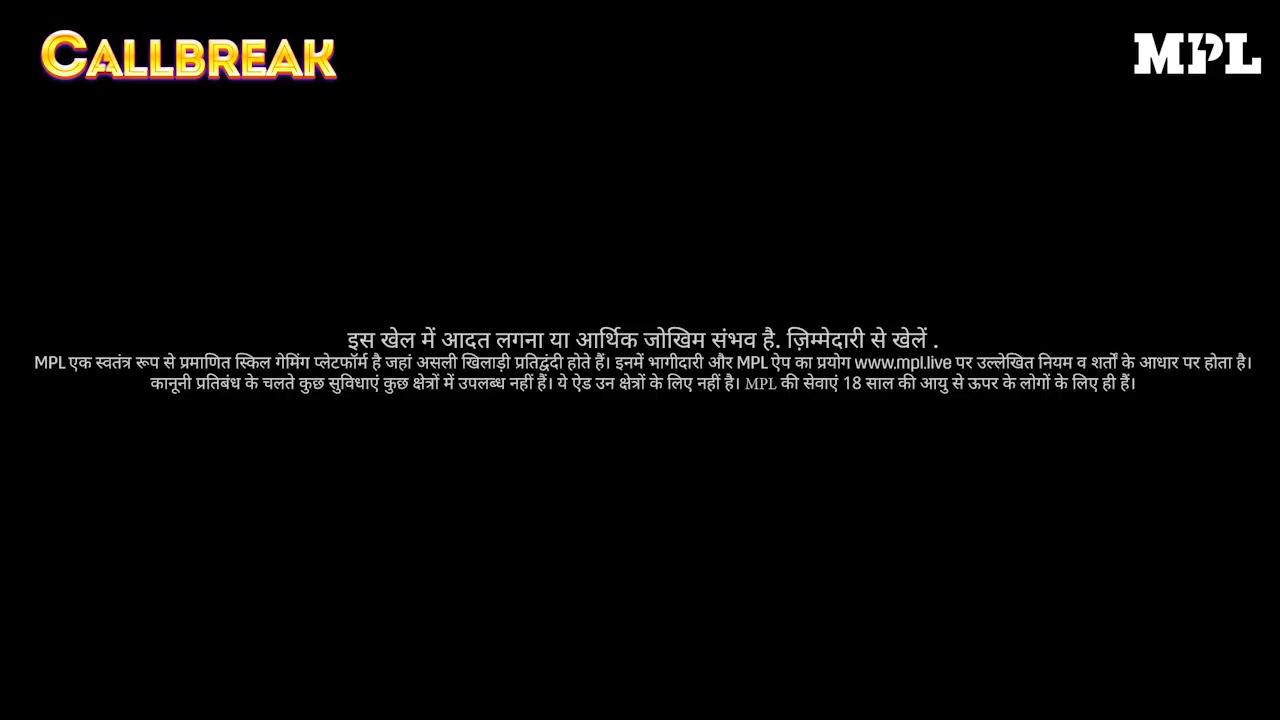 CALLBREAK
MPL
इस खेल में आदत लगना या आर्थिक जोखिम संभव है. ज़िम्मेदारी से खेलें .
MPL एक स्वतंत्र रूप से प्रमाणित स्किल गेमिंग प्लेटफॉर्म है जहां असली खिलाड़ी प्रतिद्वंदी होते हैं। इनमें भागीदारी और MPL ऐप का प्रयोग www.mpl.live पर उल्लेखित नियम व शर्तों के आधार पर होता है।
कानूनी प्रतिबंध के चलते कुछ सुविधाएं कुछ क्षेत्रों में उपलब्ध नहीं हैं। ये ऐड उन क्षेत्रों के लिए नहीं है। MPL की सेवाएं 18 साल की आयु से ऊपर के लोगों के लिए ही हैं।